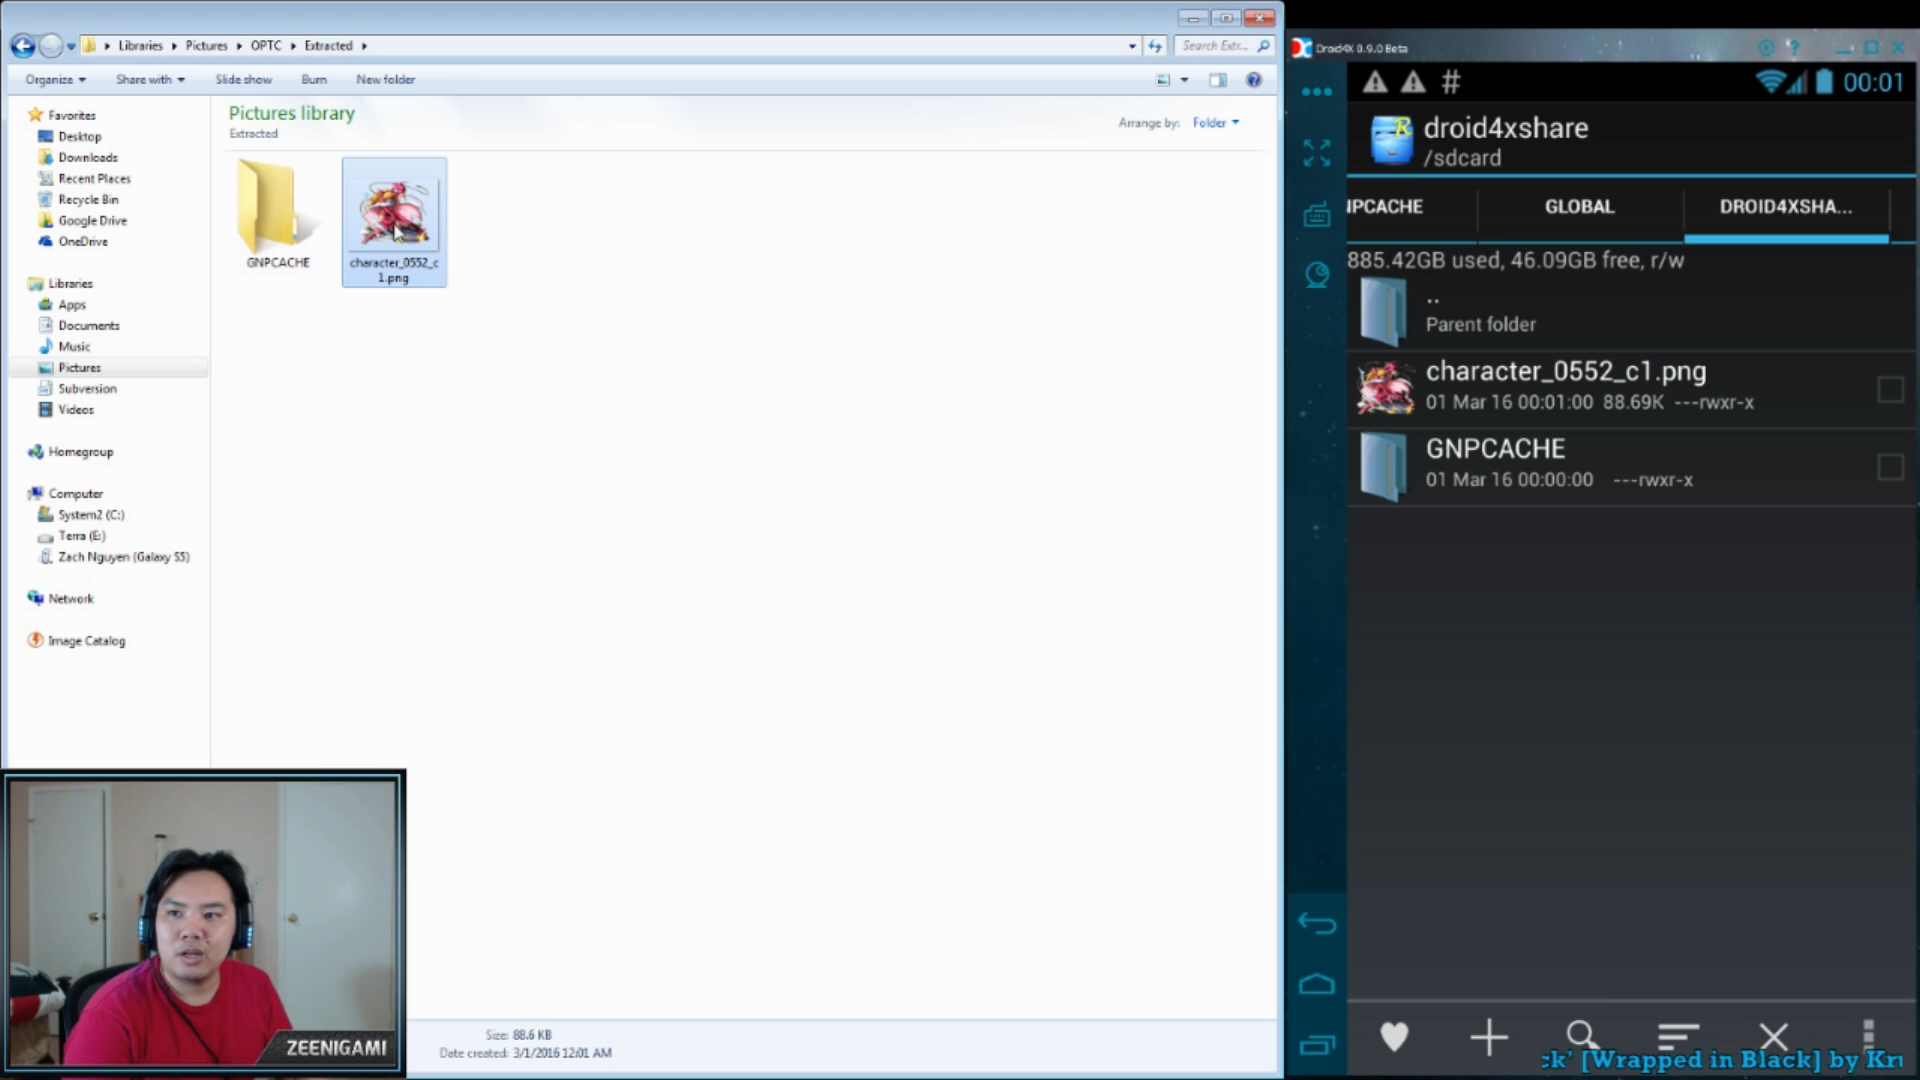 Libraries Pictures OPTC Extracted
Search Extr...
Organize Share with Slide show Burn New folder
Favorites
Desktop
Downloads
Recent Places
Recycle Bin
Google Drive
OneDrive
Libraries
Apps
Documents
Music
Pictures
Subversion
Videos
Homegroup
Computer
System2 (C:)
Terra (E:)
Zach Nguyen (Galaxy S5)
Network
Image Catalog
Pictures library
Extracted
Arrange by: Folder
GNPCACHE
character_0552_c
1.png
Size: 88.6 KB
Date created: 3/1/2016 12:01 AM
ZEENIGAMI
Droid4X 0.9.0 Beta
?
# 00:01
droid4xshare
/sdcard
NPCACHE GLOBAL DROID4XSHA...
885.42GB used, 46.09GB free, r/w
..
Parent folder
character_0552_c1.png
01 Mar 16 00:01:00 88.69K ---rwxr-x
GNPCACHE
01 Mar 16 00:00:00 ---rwxr-x
ck' [Wrapped in Black] by Kr